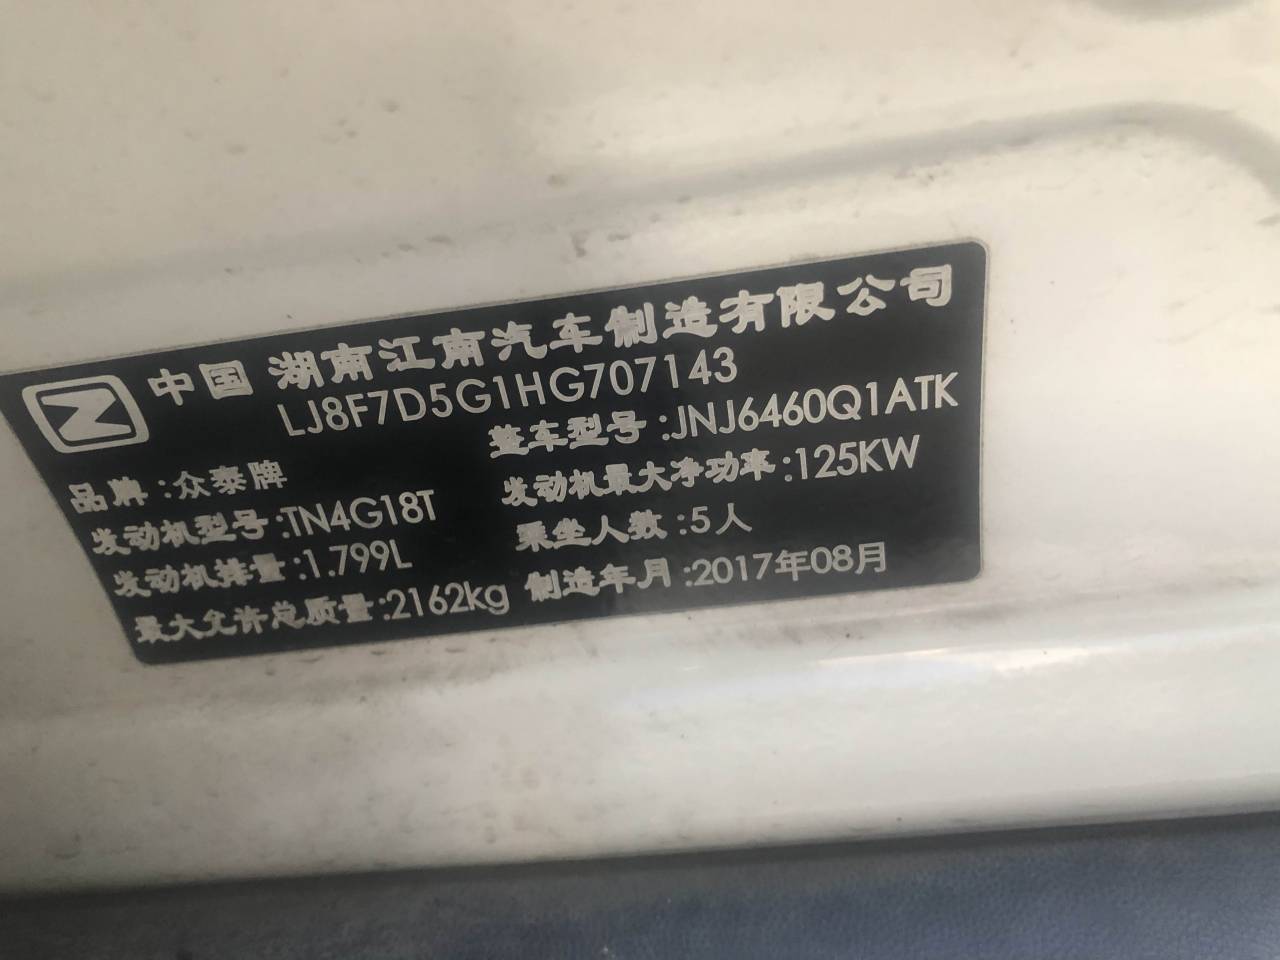 中国 湖南江南汽车制造有限公司
LJ8F7D5G1HG707143
品牌:众泰牌 整车型号:JNJ6460Q1ATK
发动机型号:TN4G18T 发动机最大净功率:125KW
发动机排量:1.799L 乘坐人数:5人
最大允许总质量:2162kg 制造年月:2017年08月